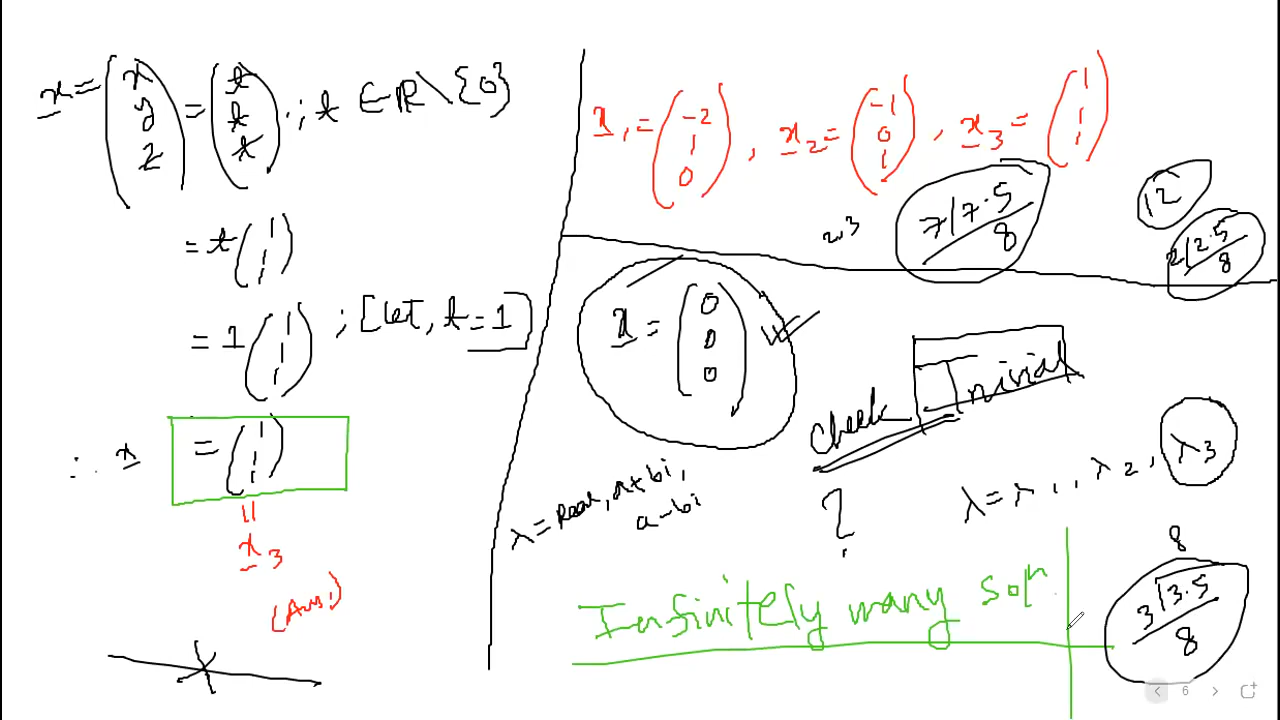 x = (x y z) = (t t t) ; t ∈ ℝ \ {0}
= t (1 1 1)
= 1 (1 1 1) ; [let, t = 1]
∴ x = (1 1 1)
=
x3
(Ans.)
x1 = (-2 1 0) , x2 = (-1 0 1) , x3 = (1 1 1)
7/7.5
8
12
2/2.5
8
x = (0 0 0)
check Trivial
?
λ = Real, a+bi,
a-bi
λ = λ1, λ2, λ3
Infinitely many soln.
8
3/3.5
8
6